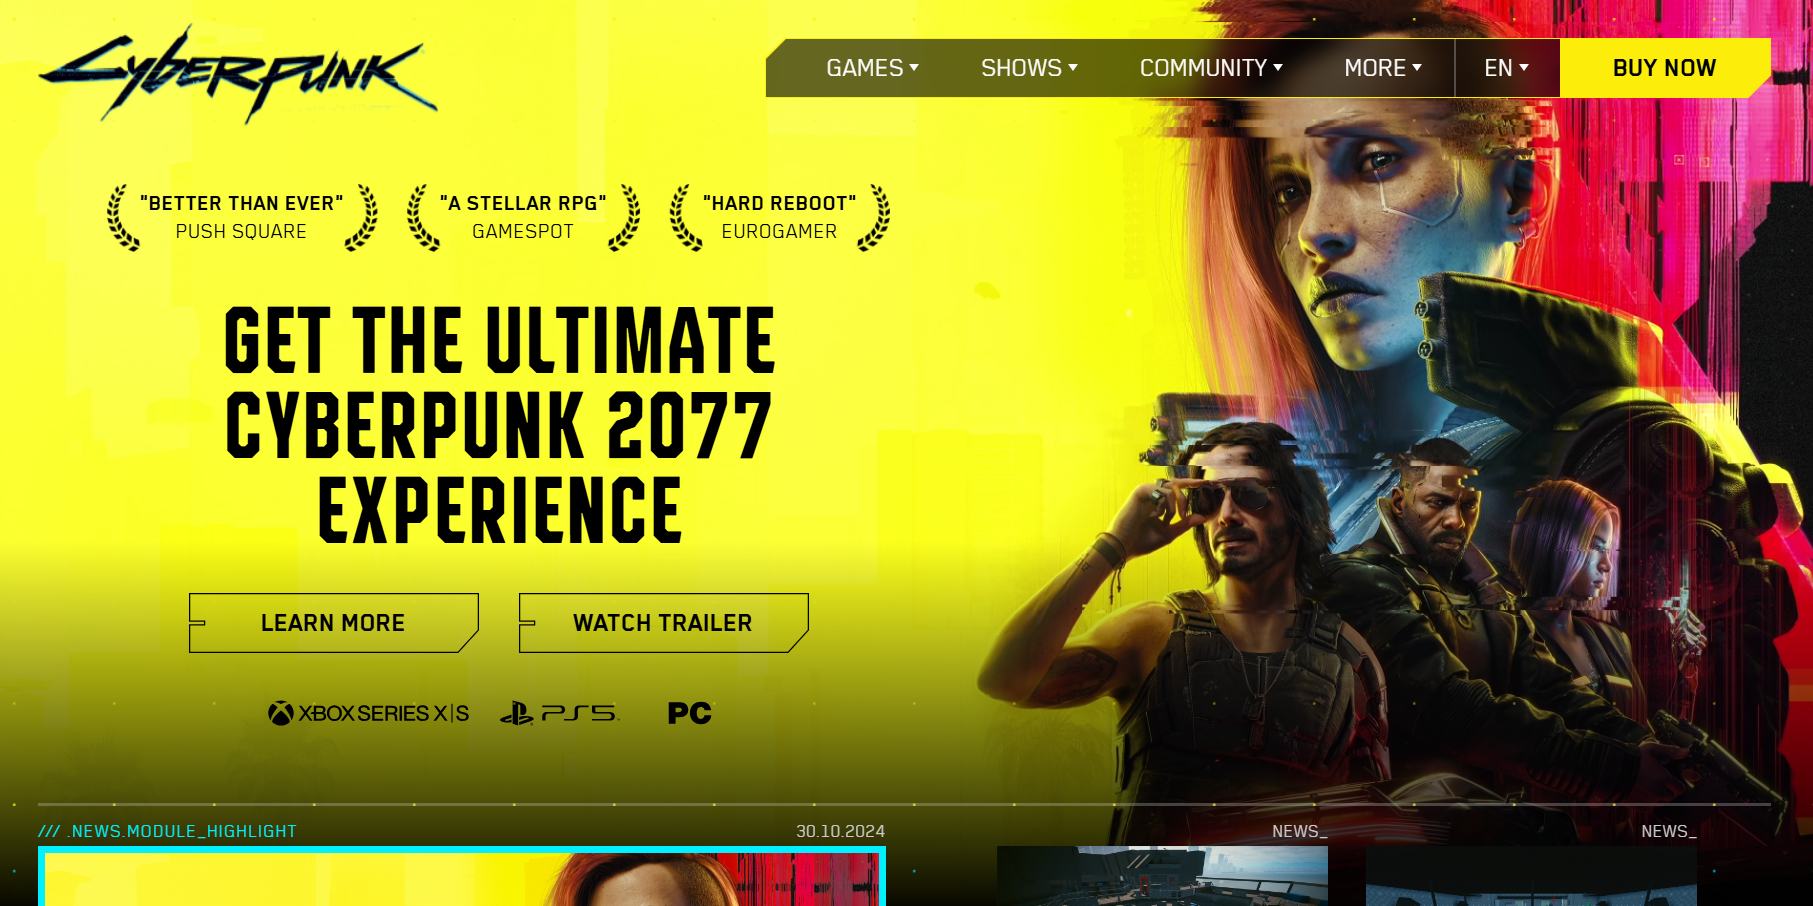 CYBERPUNK
GAMES
SHOWS
COMMUNITY
MORE
EN
BUY NOW
"BETTER THAN EVER"
PUSH SQUARE
"A STELLAR RPG"
GAMESPOT
"HARD REBOOT"
EUROGAMER
GET THE ULTIMATE
CYBERPUNK 2077
EXPERIENCE
LEARN MORE
WATCH TRAILER
XBOX SERIES X|S
PS5
PC
/// .NEWS.MODULE_HIGHLIGHT
30.10.2024
NEWS_
NEWS_